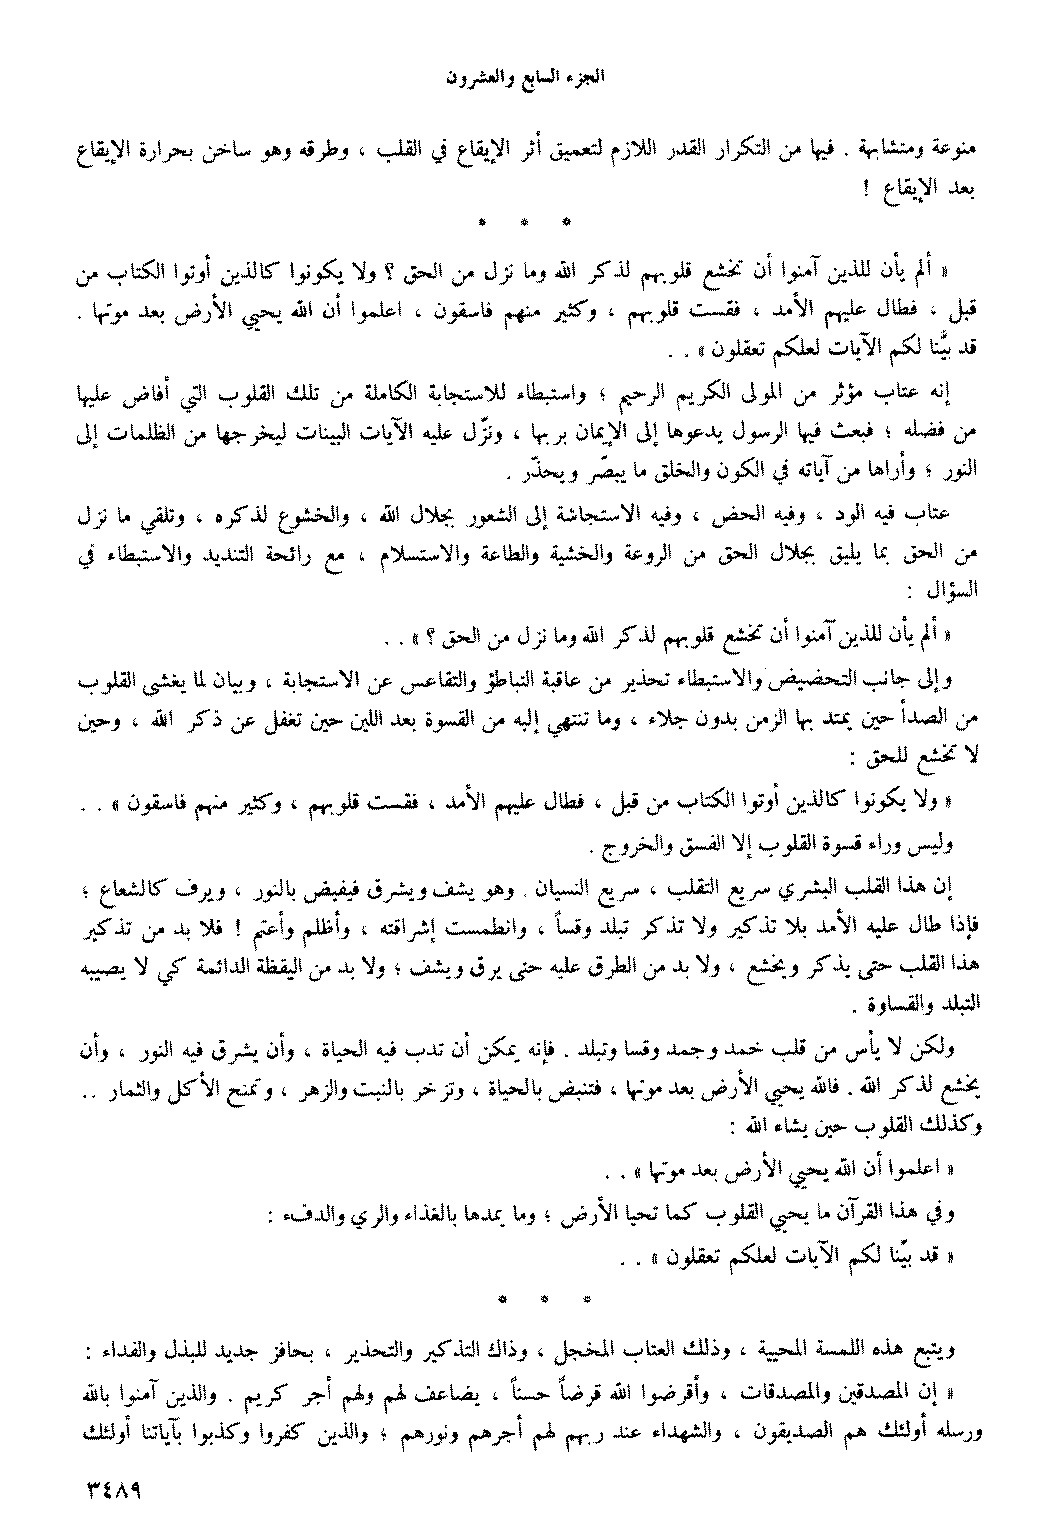 الجزء السابع والعشرون
منوعة ومتشابهة . فيها من التكرار القدر اللازم لتعميق أثر الإيقاع في القلب ، وطرقه وهو ساخن بحرارة الإيقاع
بعد الإيقاع !
* * *
« ألم يأن للذين آمنوا أن تخشع قلوبهم لذكر الله وما نزل من الحق ؟ ولا يكونوا كالذين أوتوا الكتاب من
قبل ، فطال عليهم الأمد ، فقست قلوبهم ، وكثير منهم فاسقون ، اعلموا أن الله يحيي الأرض بعد موتها .
قد بيَّنا لكم الآيات لعلكم تعقلون » . .
إنه عتاب مؤثر من المولى الكريم الرحيم ؛ واستبطاء للاستجابة الكاملة من تلك القلوب التي أفاض عليها
من فضله ؛ فبعث فيها الرسول يدعوها إلى الإيمان بربها ، ونزّل عليه الآيات البينات ليخرجها من الظلمات إلى
النور ؛ وأراها من آياته في الكون والخلق ما يبصّر ويحذّر .
عتاب فيه الود ، وفيه الحض ، وفيه الاستجاشة إلى الشعور بجلال الله ، والخشوع لذكره ، وتلقي ما نزل
من الحق بما يليق بجلال الحق من الروعة والخشية والطاعة والاستسلام ، مع رائحة التنديد والاستبطاء في
السؤال :
« ألم يأن للذين آمنوا أن تخشع قلوبهم لذكر الله وما نزل من الحق ؟ » . .
وإلى جانب التحضيض والاستبطاء تحذير من عاقبة التباطؤ والتقاعس عن الاستجابة ، وبيان لما يغشى القلوب
من الصدأ حين يمتد بها الزمن بدون جلاء ، وما تنتهي إليه من القسوة بعد اللين حين تغفل عن ذكر الله ، وحين
لا تخشع للحق :
« ولا يكونوا كالذين أوتوا الكتاب من قبل ، فطال عليهم الأمد ، فقست قلوبهم ، وكثير منهم فاسقون » . .
وليس وراء قسوة القلوب إلا الفسق والخروج .
إن هذا القلب البشري سريع التقلب ، سريع النسيان . وهو يشف ويشرق فيفيض بالنور ، ويرف كالشعاع ؛
فإذا طال عليه الأمد بلا تذكير ولا تذكر تبلد وقساً ، وانطمست إشراقته ، وأظلم وأعتم ! فلا بد من تذكير
هذا القلب حتى يذكر ويخشع ، ولا بد من الطرق عليه حتى يرق ويشف ؛ ولا بد من اليقظة الدائمة كي لا يصيبه
التبلد والقساوة .
ولكن لا يأس من قلب خمد وجمد وقسا وتبلد . فإنه يمكن أن تدب فيه الحياة ، وأن يشرق فيه النور ، وأن
يخشع لذكر الله . فالله يحيي الأرض بعد موتها ، فتنبض بالحياة ، وتزخر بالنبت والزهر ، وتمنح الأكل والثمار ..
وكذلك القلوب حين يشاء الله :
« اعلموا أن الله يحيي الأرض بعد موتها » . .
وفي هذا القرآن ما يحيي القلوب كما تحيا الأرض ؛ وما يمدها بالغذاء والري والدفء :
« قد بيّنا لكم الآيات لعلكم تعقلون » . .
* * *
ويتبع هذه اللمسة المحيية ، وذلك العتاب المخجل ، وذاك التذكير والتحذير ، بحافز جديد للبذل والفداء :
« إن المصدقين والمصدقات ، وأقرضوا الله قرضاً حسناً ، يضاعف لهم ولهم أجر كريم . والذين آمنوا بالله
ورسله أولئك هم الصديقون ، والشهداء عند ربهم لهم أجرهم ونورهم ؛ والذين كفروا وكذبوا بآياتنا أولئك
٣٤٨٩